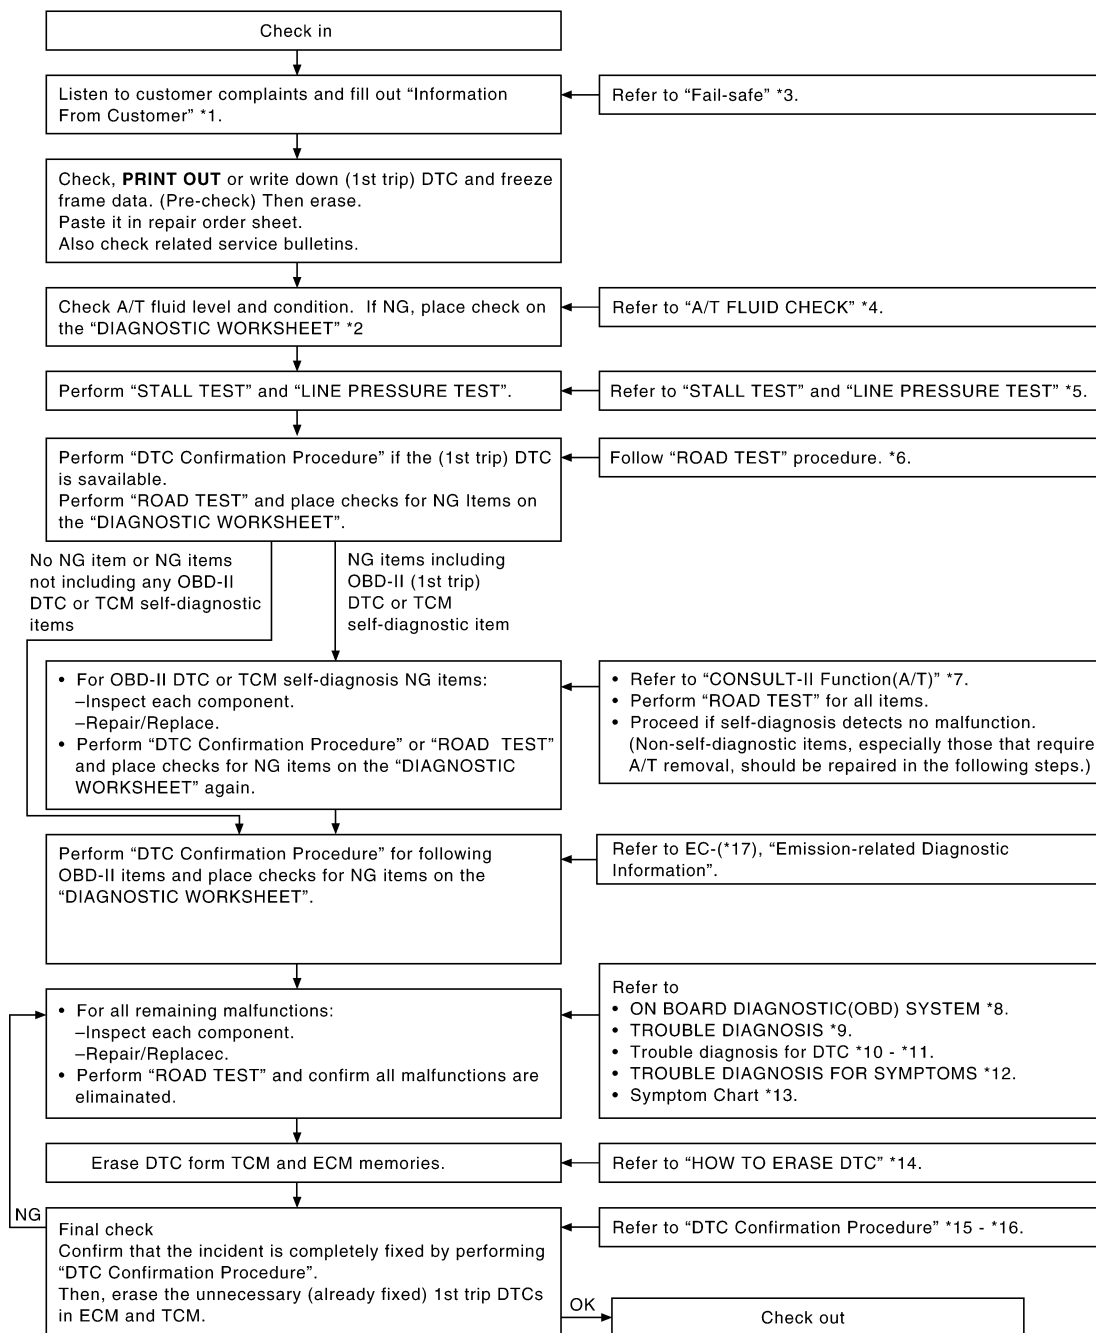 Check in
Listen to customer complaints and fill out “Information
From Customer” *1.
Refer to “Fail-safe” *3.
Check, PRINT OUT or write down (1st trip) DTC and freeze
frame data. (Pre-check) Then erase.
Paste it in repair order sheet.
Also check related service bulletins.
Check A/T fluid level and condition. If NG, place check on
the “DIAGNOSTIC WORKSHEET” *2
Refer to “A/T FLUID CHECK” *4.
Perform “STALL TEST” and “LINE PRESSURE TEST”.
Refer to “STALL TEST” and “LINE PRESSURE TEST” *5.
Perform “DTC Confirmation Procedure” if the (1st trip) DTC
is savailable.
Perform “ROAD TEST” and place checks for NG Items on
the “DIAGNOSTIC WORKSHEET”.
Follow “ROAD TEST” procedure. *6.
No NG item or NG items
not including any OBD-II
DTC or TCM self-diagnostic
items
NG items including
OBD-II (1st trip)
DTC or TCM
self-diagnostic item
• For OBD-II DTC or TCM self-diagnosis NG items:
–Inspect each component.
–Repair/Replace.
• Perform “DTC Confirmation Procedure” or “ROAD TEST”
and place checks for NG items on the “DIAGNOSTIC
WORKSHEET” again.
• Refer to “CONSULT-II Function(A/T)” *7.
• Perform “ROAD TEST” for all items.
• Proceed if self-diagnosis detects no malfunction.
(Non-self-diagnostic items, especially those that require
A/T removal, should be repaired in the following steps.)
Perform “DTC Confirmation Procedure” for following
OBD-II items and place checks for NG items on the
“DIAGNOSTIC WORKSHEET”.
Refer to EC-(*17), “Emission-related Diagnostic
Information”.
• For all remaining malfunctions:
–Inspect each component.
–Repair/Replacec.
• Perform “ROAD TEST” and confirm all malfunctions are
elimainated.
Refer to
• ON BOARD DIAGNOSTIC(OBD) SYSTEM *8.
• TROUBLE DIAGNOSIS *9.
• Trouble diagnosis for DTC *10 - *11.
• TROUBLE DIAGNOSIS FOR SYMPTOMS *12.
• Symptom Chart *13.
Erase DTC form TCM and ECM memories.
Refer to “HOW TO ERASE DTC” *14.
NG
Final check
Confirm that the incident is completely fixed by performing
“DTC Confirmation Procedure”.
Then, erase the unnecessary (already fixed) 1st trip DTCs
in ECM and TCM.
Refer to “DTC Confirmation Procedure” *15 - *16.
OK
Check out